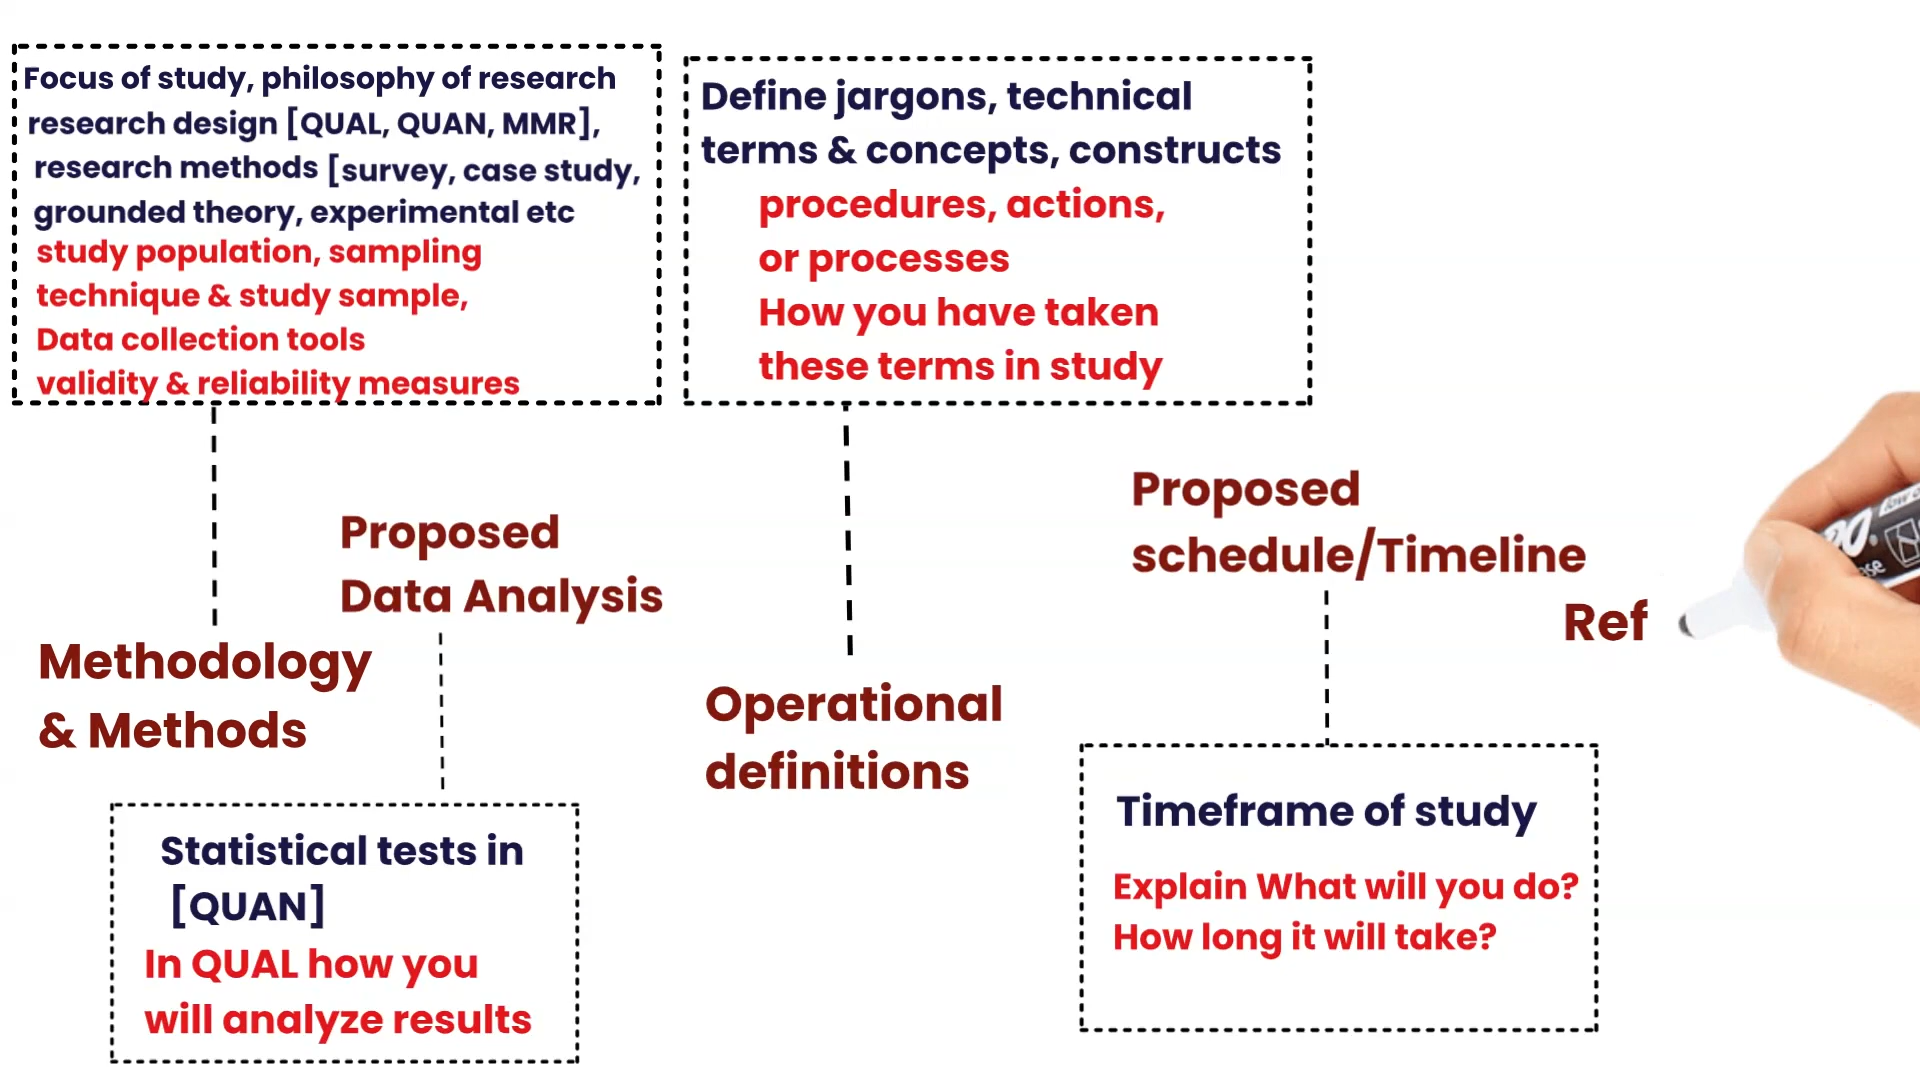 Focus of study, philosophy of research
research design [QUAL, QUAN, MMR],
research methods [survey, case study,
grounded theory, experimental etc
study population, sampling
technique & study sample,
Data collection tools
validity & reliability measures
Define jargons, technical
terms & concepts, constructs
procedures, actions,
or processes
How you have taken
these terms in study
Proposed
Data Analysis
Methodology
& Methods
Operational
definitions
Proposed
schedule/Timeline
Ref
Statistical tests in
[QUAN]
In QUAL how you
will analyze results
Timeframe of study
Explain What will you do?
How long it will take?